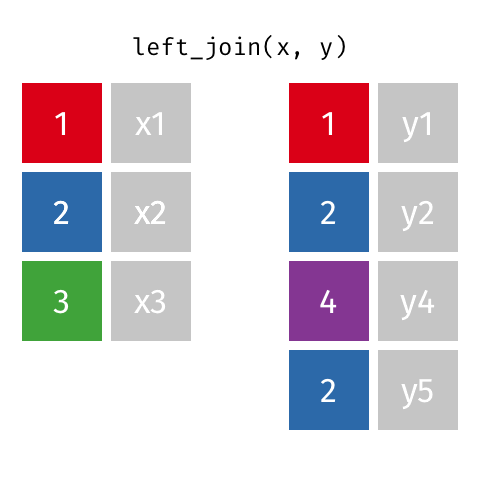 left_join(x, y)
1 x1 1 y1
2 x2 2 y2
3 x3 4 y4
2 y5